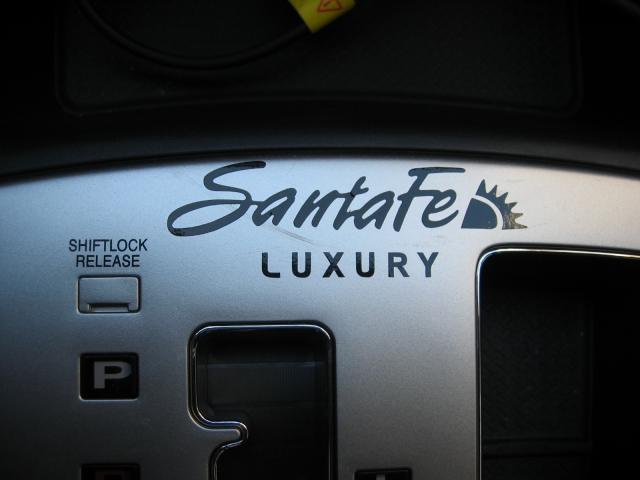 SantaFe
LUXURY
SHIFTLOCK
RELEASE
P